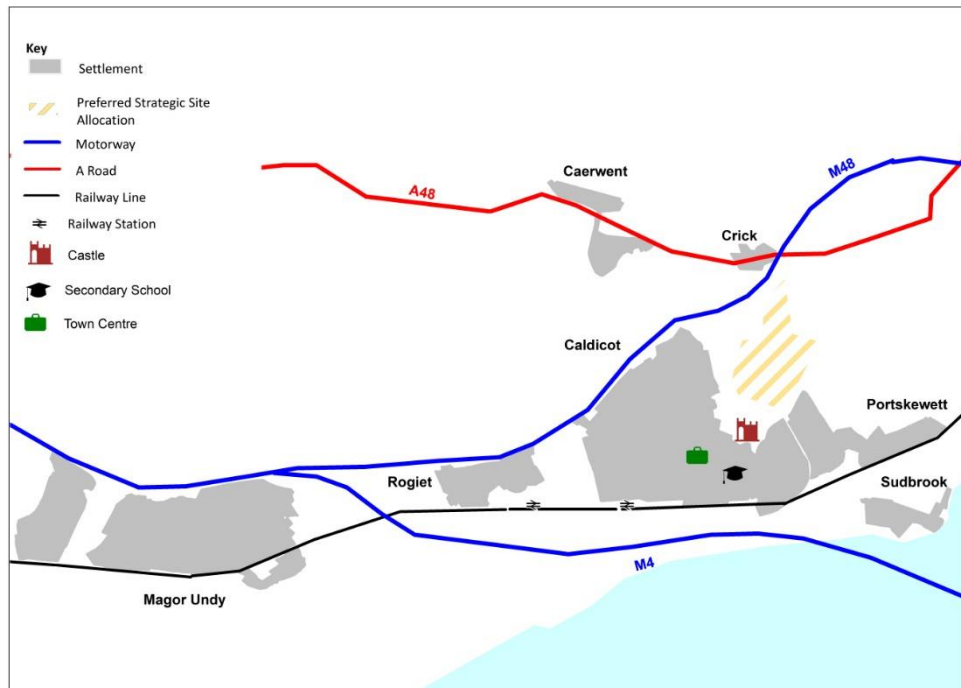 Key
Settlement
Preferred Strategic Site
Allocation
Motorway
A Road
Railway Line
Railway Station
Castle
Secondary School
Town Centre
Caerwent
A48
M48
Crick
Caldicot
Portskewett
Rogiet
Sudbrook
M4
Magor Undy